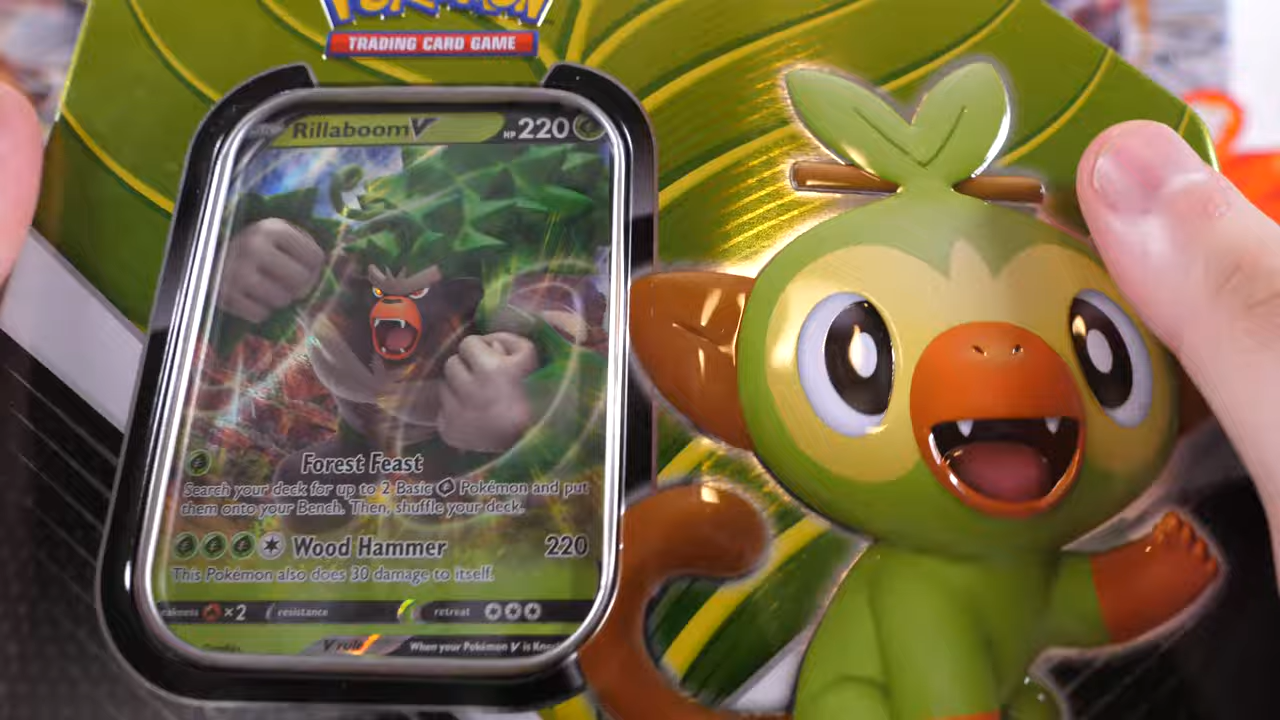 POKÉMON
TRADING CARD GAME
Rillaboom V HP 220
Forest Feast
Search your deck for up to 2 Basic Pokémon and put
them onto your Bench. Then, shuffle your deck.
Wood Hammer 220
This Pokémon also does 30 damage to itself.
×2 resistance retreat
V rule When your Pokémon V is